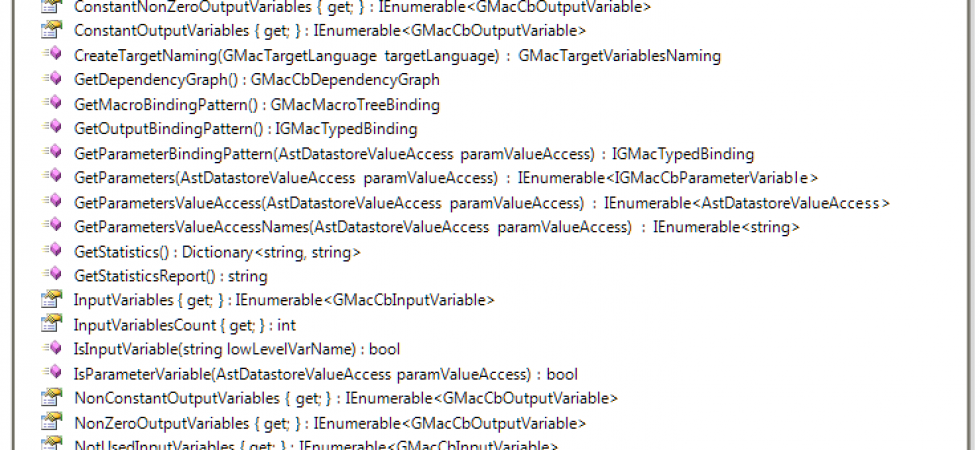 ConstantNonZeroOutputVariables { get; } : IEnumerable<GMacCbOutputVariable>
ConstantOutputVariables { get; } : IEnumerable<GMacCbOutputVariable>
CreateTargetNaming(GMacTargetLanguage targetLanguage) : GMacTargetVariablesNaming
GetDependencyGraph() : GMacCbDependencyGraph
GetMacroBindingPattern() : GMacMacroTreeBinding
GetOutputBindingPattern() : IGMacTypedBinding
GetParameterBindingPattern(AstDatastoreValueAccess paramValueAccess) : IGMacTypedBinding
GetParameters(AstDatastoreValueAccess paramValueAccess) : IEnumerable<IGMacCbParameterVariable>
GetParametersValueAccess(AstDatastoreValueAccess paramValueAccess) : IEnumerable<AstDatastoreValueAccess>
GetParametersValueAccessNames(AstDatastoreValueAccess paramValueAccess) : IEnumerable<string>
GetStatistics() : Dictionary<string, string>
GetStatisticsReport() : string
InputVariables { get; } : IEnumerable<GMacCbInputVariable>
InputVariablesCount { get; } : int
IsInputVariable(string lowLevelVarName) : bool
IsParameterVariable(AstDatastoreValueAccess paramValueAccess) : bool
NonConstantOutputVariables { get; } : IEnumerable<GMacCbOutputVariable>
NonZeroOutputVariables { get; } : IEnumerable<GMacCbOutputVariable>
NotUsedInputVariables { get; } : IEnumerable<GMacCbInputVariable>